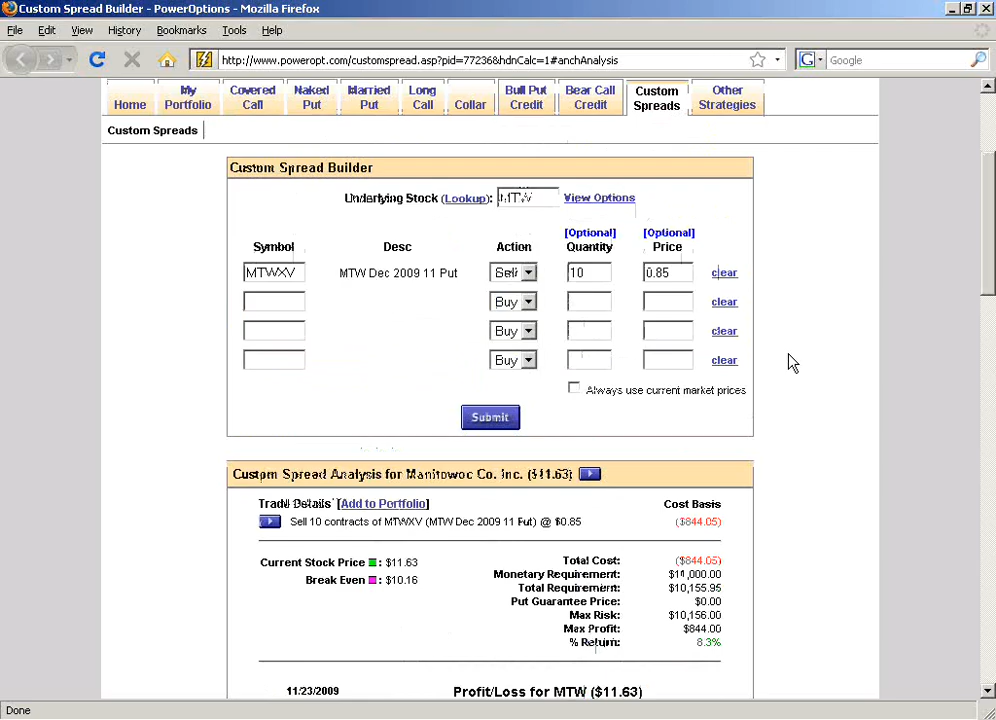 Custom Spread Builder - PowerOptions - Mozilla Firefox
File Edit View History Bookmarks Tools Help
http://www.poweropt.com/customspread.asp?pid=77236&hdnCalc=1#anchAnalysis
G Google
Home My Portfolio Covered Call Naked Put Married Put Long Call Collar Bull Put Credit Bear Call Credit Custom Spreads Other Strategies
Custom Spreads
Custom Spread Builder
Underlying Stock (Lookup): MTW View Options
[Optional] [Optional]
Symbol Desc Action Quantity Price
MTWXV MTW Dec 2009 11 Put Sell 10 0.85 clear
Buy clear
Buy clear
Buy clear
Always use current market prices
Submit
Custom Spread Analysis for Manitowoc Co. Inc. ($11.63)
Trade Details [Add to Portfolio] Cost Basis
Sell 10 contracts of MTWXV (MTW Dec 2009 11 Put) @ $0.85 ($844.05)
Current Stock Price : $11.63
Break Even : $10.16
Total Cost: ($844.05)
Monetary Requirement: $11,000.00
Total Requirement: $10,155.95
Put Guarantee Price: $0.00
Max Risk: $10,156.00
Max Profit: $844.00
% Return: 8.3%
11/23/2009 Profit/Loss for MTW ($11.63)
Done